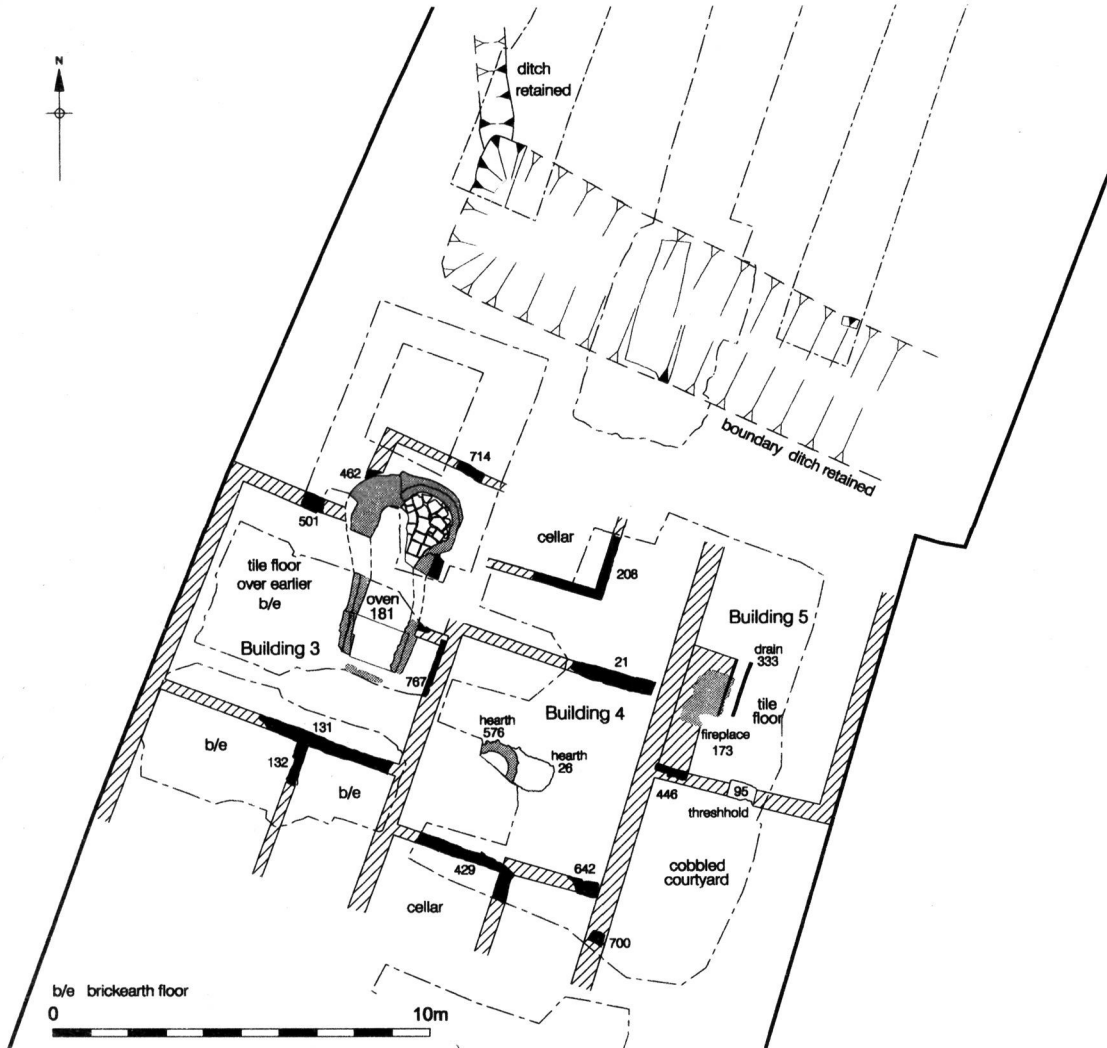 N
ditch
retained
boundary ditch retained
714
462
501
cellar
208
tile floor
over earlier
b/e
oven
181
Building 3
767
21
Building 5
drain
333
tile
floor
fireplace
173
Building 4
hearth
576
hearth
26
131
132
b/e
b/e
446
95
threshhold
cobbled
courtyard
429
642
cellar
700
b/e brickearth floor
0
10m